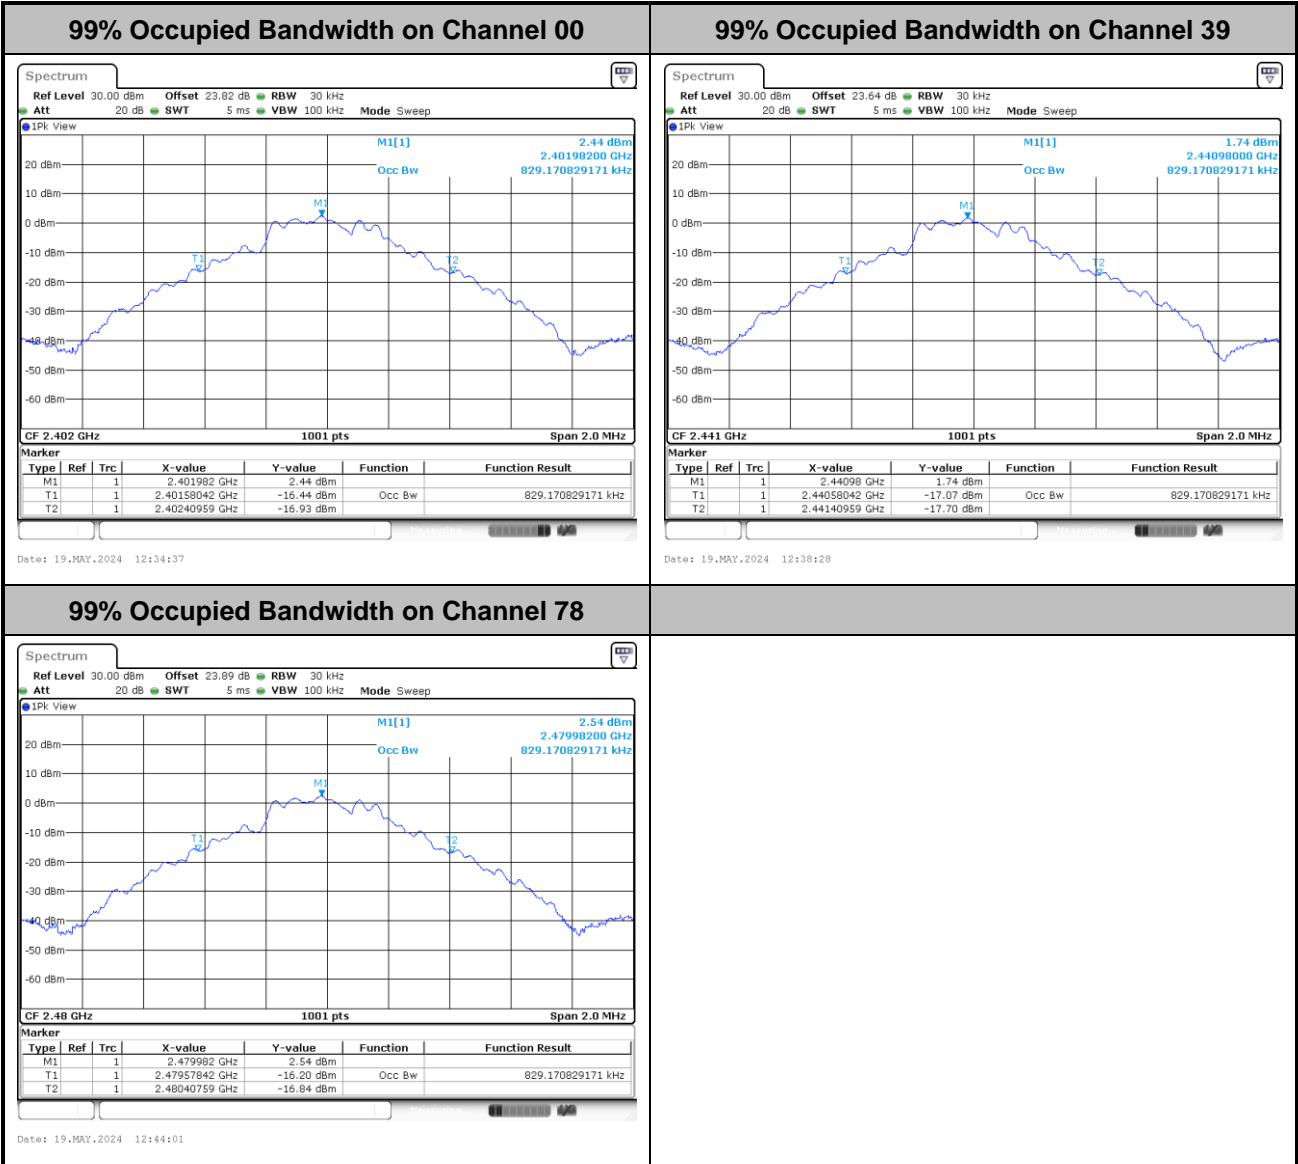 99% Occupied Bandwidth on Channel 00
99% Occupied Bandwidth on Channel 39
Spectrum
Ref Level 30.00 dBm Offset 23.82 dB RBW 30 kHz
Att 20 dB SWT 5 ms VBW 100 kHz Mode Sweep
1Pk View
M1[1] 2.44 dBm
2.40198200 GHz
Occ Bw 829.170829171 kHz
20 dBm
10 dBm
0 dBm
-10 dBm
-20 dBm
-30 dBm
-40 dBm
-50 dBm
-60 dBm
M1
T1
T2
CF 2.402 GHz 1001 pts Span 2.0 MHz
Marker
Type Ref Trc X-value Y-value Function Function Result
M1 1 2.401982 GHz 2.44 dBm
T1 1 2.40158042 GHz -16.44 dBm Occ Bw 829.170829171 kHz
T2 1 2.40240959 GHz -16.93 dBm
Date: 19.MAY.2024 12:34:37
Spectrum
Ref Level 30.00 dBm Offset 23.64 dB RBW 30 kHz
Att 20 dB SWT 5 ms VBW 100 kHz Mode Sweep
1Pk View
M1[1] 1.74 dBm
2.44098000 GHz
Occ Bw 829.170829171 kHz
20 dBm
10 dBm
0 dBm
-10 dBm
-20 dBm
-30 dBm
-40 dBm
-50 dBm
-60 dBm
M1
T1
T2
CF 2.441 GHz 1001 pts Span 2.0 MHz
Marker
Type Ref Trc X-value Y-value Function Function Result
M1 1 2.44098 GHz 1.74 dBm
T1 1 2.44058042 GHz -17.07 dBm Occ Bw 829.170829171 kHz
T2 1 2.44140959 GHz -17.70 dBm
Date: 19.MAY.2024 12:38:28
99% Occupied Bandwidth on Channel 78
Spectrum
Ref Level 30.00 dBm Offset 23.89 dB RBW 30 kHz
Att 20 dB SWT 5 ms VBW 100 kHz Mode Sweep
1Pk View
M1[1] 2.54 dBm
2.47998200 GHz
Occ Bw 829.170829171 kHz
20 dBm
10 dBm
0 dBm
-10 dBm
-20 dBm
-30 dBm
-40 dBm
-50 dBm
-60 dBm
M1
T1
T2
CF 2.48 GHz 1001 pts Span 2.0 MHz
Marker
Type Ref Trc X-value Y-value Function Function Result
M1 1 2.479982 GHz 2.54 dBm
T1 1 2.47957842 GHz -16.20 dBm Occ Bw 829.170829171 kHz
T2 1 2.48040759 GHz -16.84 dBm
Date: 19.MAY.2024 12:44:01